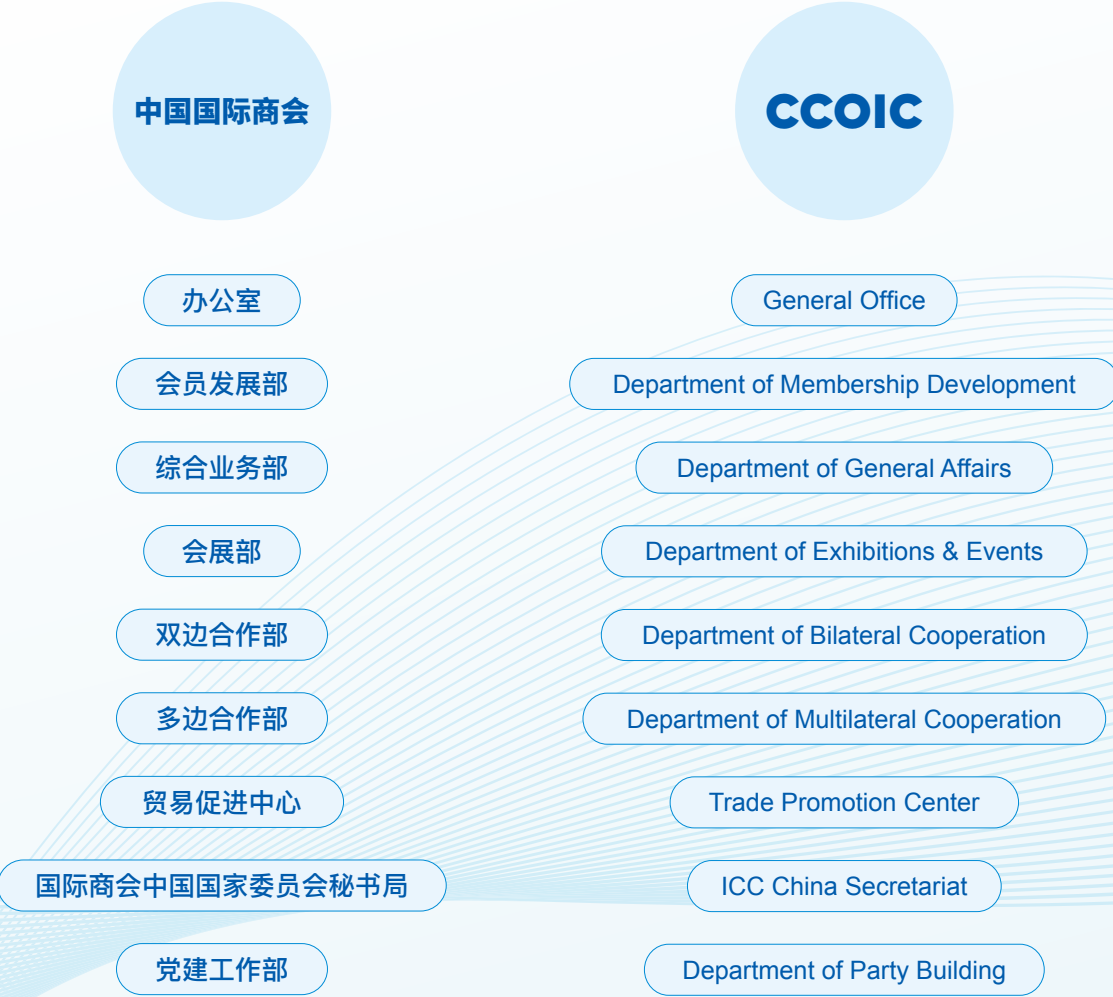 中国国际商会
CCOIC
办公室
General Office
会员发展部
Department of Membership Development
综合业务部
Department of General Affairs
会展部
Department of Exhibitions & Events
双边合作部
Department of Bilateral Cooperation
多边合作部
Department of Multilateral Cooperation
贸易促进中心
Trade Promotion Center
国际商会中国国家委员会秘书局
ICC China Secretariat
党建工作部
Department of Party Building